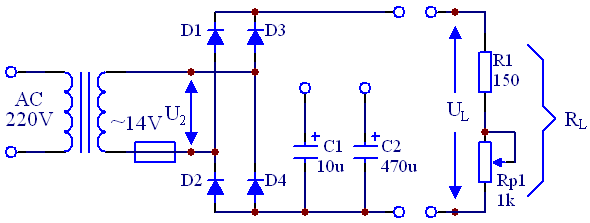 D1
D3
AC
220V
~14V
U2
D2
D4
C1
10u
C2
470u
UL
R1
150
Rp1
1k
RL